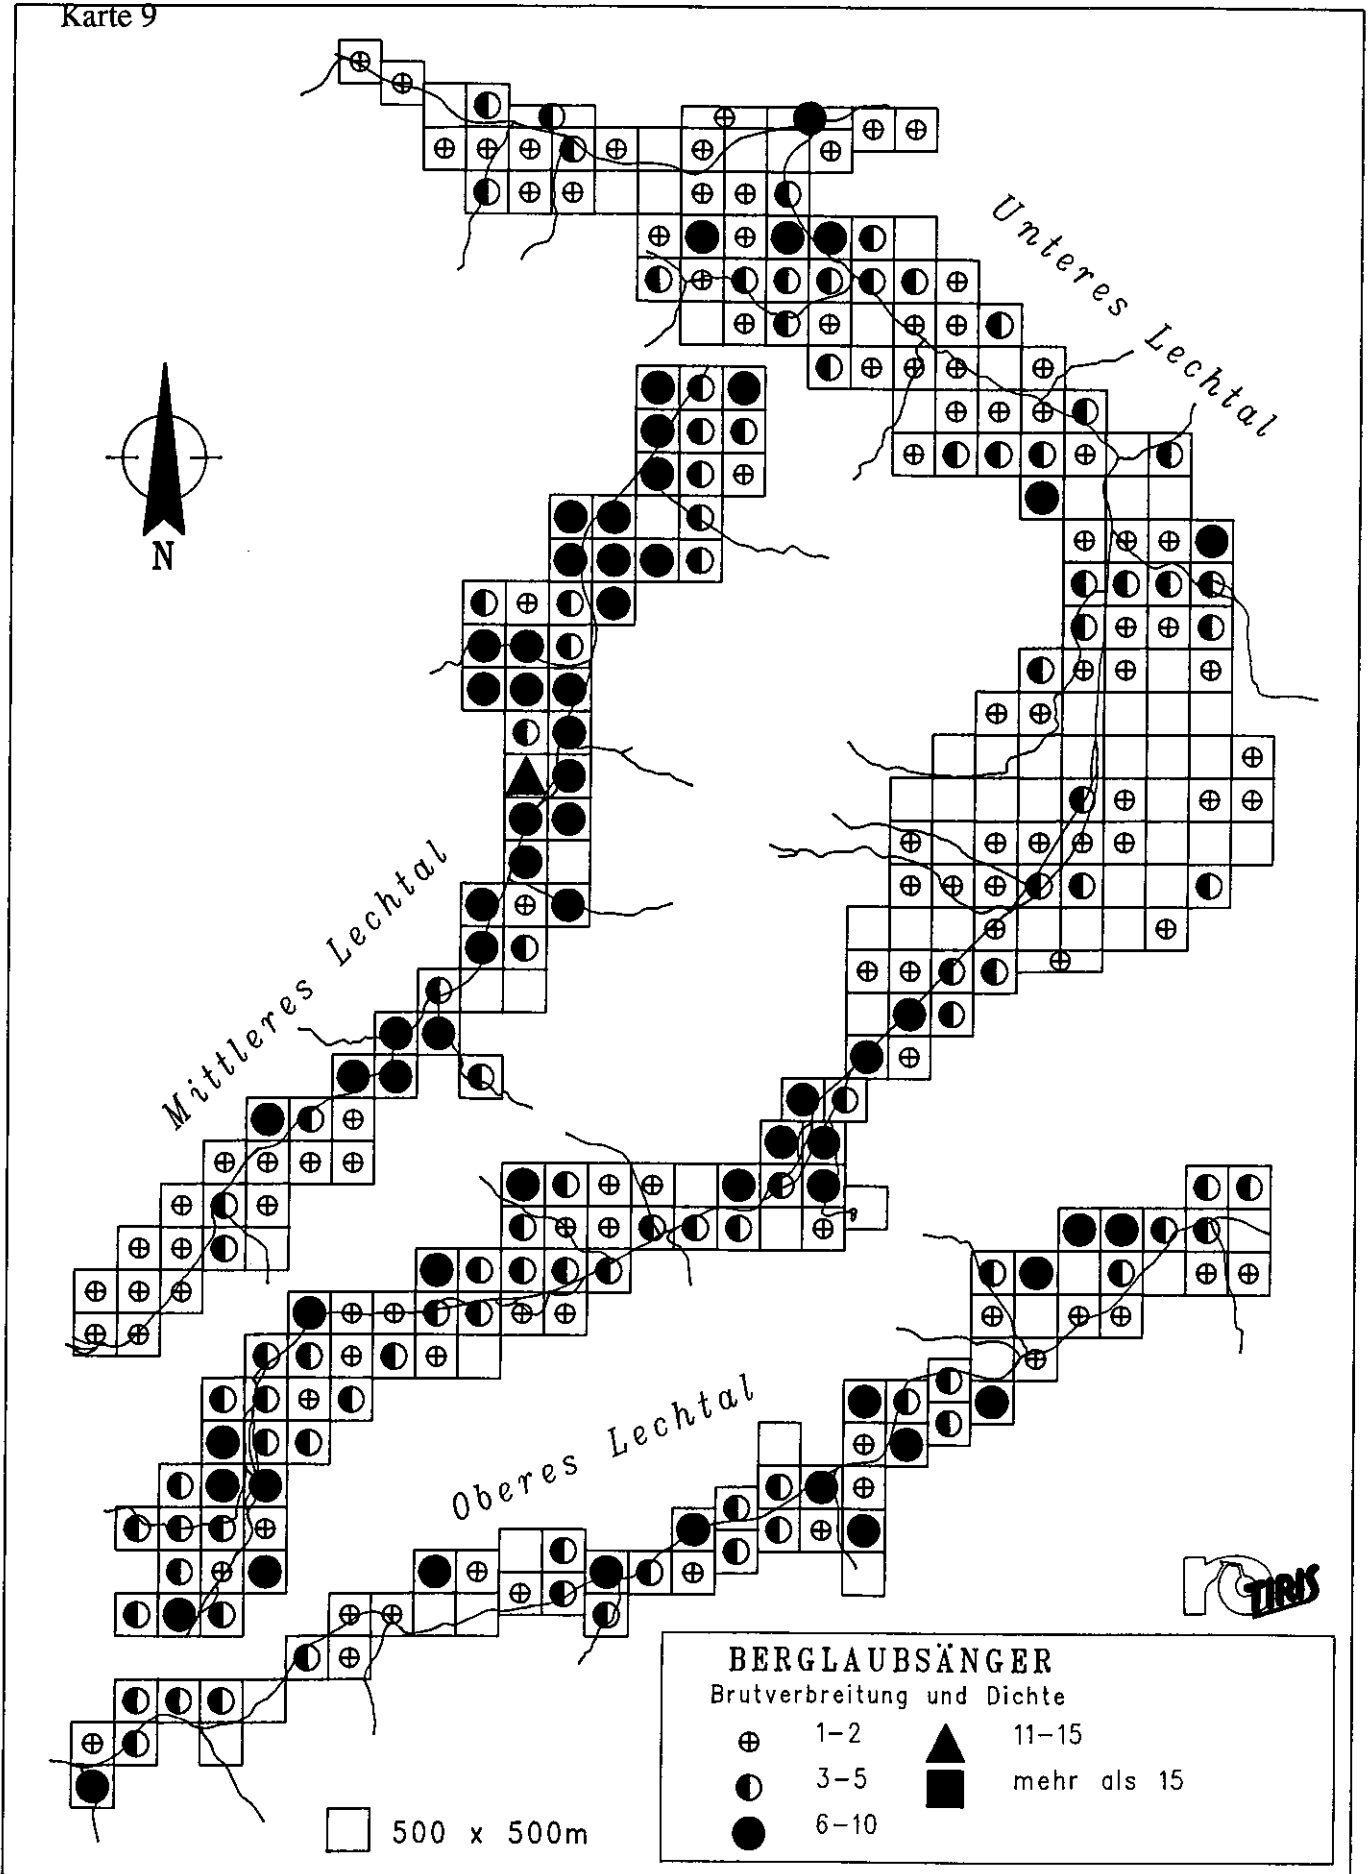 Karte 9
Unteres Lechtal
N
Mittleres Lechtal
Oberes Lechtal
TIRIS
BERGLAUBSÄNGER
Brutverbreitung und Dichte
1-2
3-5
6-10
11-15
mehr als 15
500 x 500m